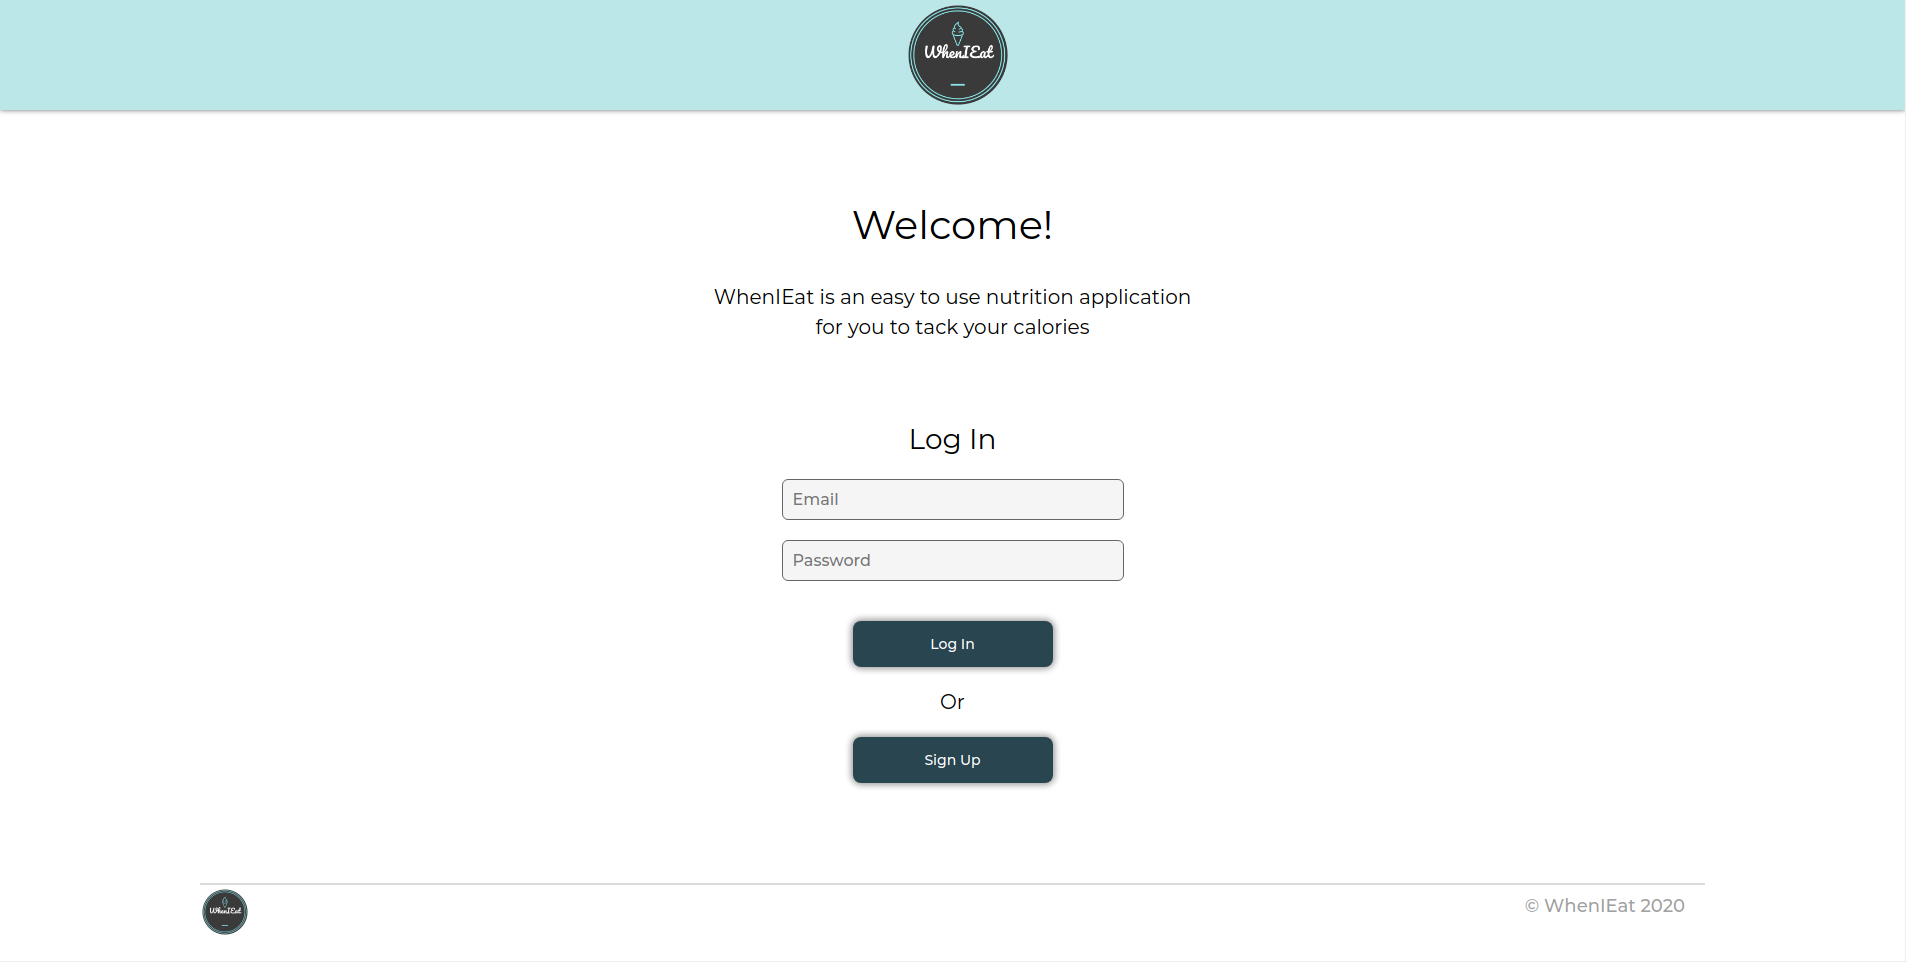 WhenIEat
Welcome!
WhenIEat is an easy to use nutrition application
for you to tack your calories
Log In
Email
Password
Log In
Or
Sign Up
WhenIEat
© WhenIEat 2020